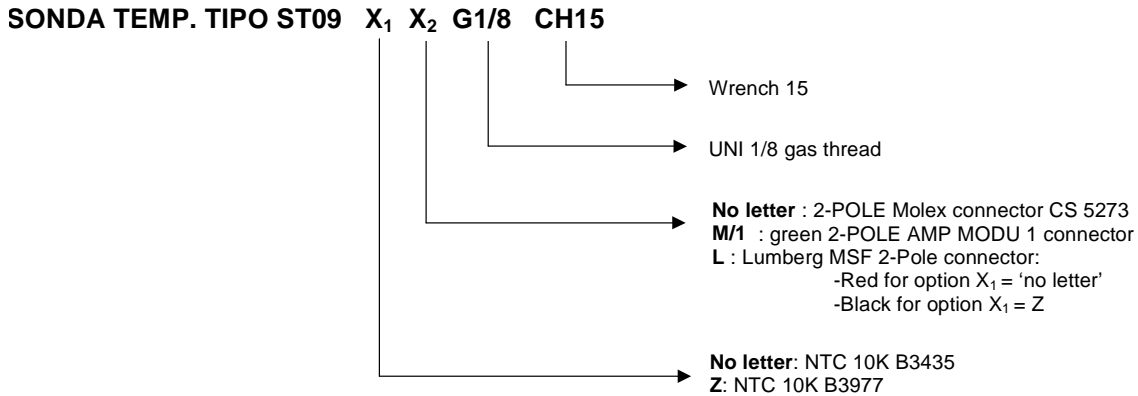 SONDA TEMP. TIPO ST09 X₁ X₂ G1/8 CH15
Wrench 15
UNI 1/8 gas thread
No letter : 2-POLE Molex connector CS 5273
M/1 : green 2-POLE AMP MODU 1 connector
L : Lumberg MSF 2-Pole connector:
-Red for option X₁ = ‘no letter’
-Black for option X₁ = Z
No letter: NTC 10K B3435
Z: NTC 10K B3977